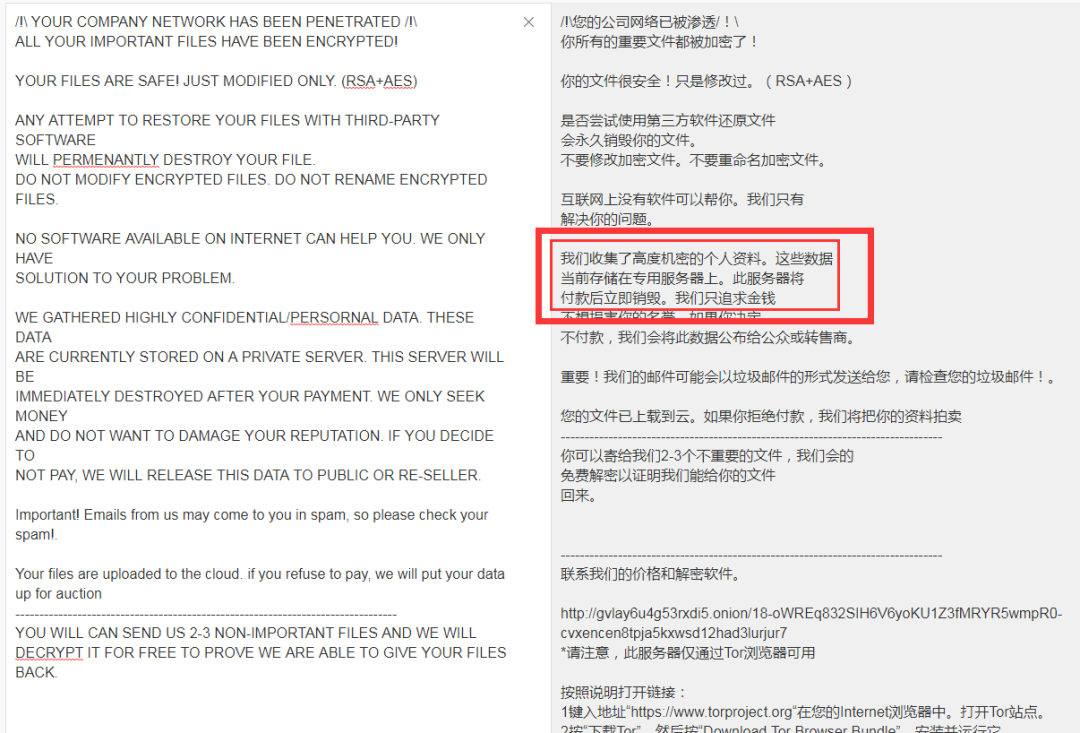 /!\ YOUR COMPANY NETWORK HAS BEEN PENETRATED /!\
ALL YOUR IMPORTANT FILES HAVE BEEN ENCRYPTED!
YOUR FILES ARE SAFE! JUST MODIFIED ONLY. (RSA+AES)
ANY ATTEMPT TO RESTORE YOUR FILES WITH THIRD-PARTY
SOFTWARE
WILL PERMENANTLY DESTROY YOUR FILE.
DO NOT MODIFY ENCRYPTED FILES. DO NOT RENAME ENCRYPTED
FILES.
NO SOFTWARE AVAILABLE ON INTERNET CAN HELP YOU. WE ONLY
HAVE
SOLUTION TO YOUR PROBLEM.
WE GATHERED HIGHLY CONFIDENTIAL/PERSORNAL DATA. THESE
DATA
ARE CURRENTLY STORED ON A PRIVATE SERVER. THIS SERVER WILL
BE
IMMEDIATELY DESTROYED AFTER YOUR PAYMENT. WE ONLY SEEK
MONEY
AND DO NOT WANT TO DAMAGE YOUR REPUTATION. IF YOU DECIDE
TO
NOT PAY, WE WILL RELEASE THIS DATA TO PUBLIC OR RE-SELLER.
Important! Emails from us may come to you in spam, so please check your
spam!.
Your files are uploaded to the cloud. if you refuse to pay, we will put your data
up for auction
--------------------------------------------------------------------------------
YOU WILL CAN SEND US 2-3 NON-IMPORTANT FILES AND WE WILL
DECRYPT IT FOR FREE TO PROVE WE ARE ABLE TO GIVE YOUR FILES
BACK.
/!\您的公司网络已被渗透/！\
你所有的重要文件都被加密了！
你的文件很安全！只是修改过。（RSA+AES）
是否尝试使用第三方软件还原文件
会永久销毁你的文件。
不要修改加密文件。不要重命名加密文件。
互联网上没有软件可以帮你。我们只有
解决你的问题。
我们收集了高度机密的个人资料。这些数据
当前存储在专用服务器上。此服务器将
付款后立即销毁。我们只追求金钱
不想损害你的名誉。如果你决定
不付款，我们会将此数据公布给公众或转售商。
重要！我们的邮件可能会以垃圾邮件的形式发送给您，请检查您的垃圾邮件！。
您的文件已上载到云。如果你拒绝付款，我们将把你的资料拍卖
--------------------------------------------------------------------------------
你可以寄给我们2-3个不重要的文件，我们会的
免费解密以证明我们能给你的文件
回来。
--------------------------------------------------------------------------------
联系我们的价格和解密软件。
http://gvlay6u4g53rxdi5.onion/18-oWREq832SIH6V6yoKU1Z3fMRYR5wmpR0-
cvxencen8tpja5kxwsd12had3lurjur7
*请注意，此服务器仅通过Tor浏览器可用
按照说明打开链接：
1键入地址“https://www.torproject.org“在您的Internet浏览器中。打开Tor站点。
2按“下载Tor”，然后按“Download Tor Browser Bundle”，安装并运行它